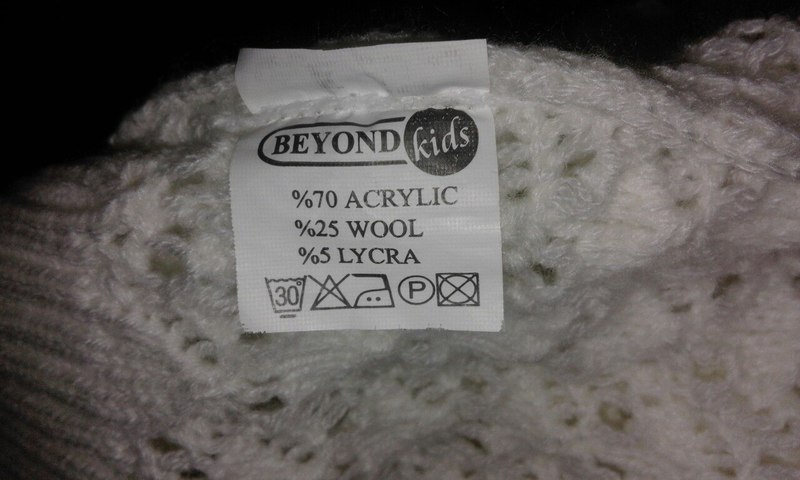 BEYOND kids
%70 ACRYLIC
%25 WOOL
%5 LYCRA
30° P